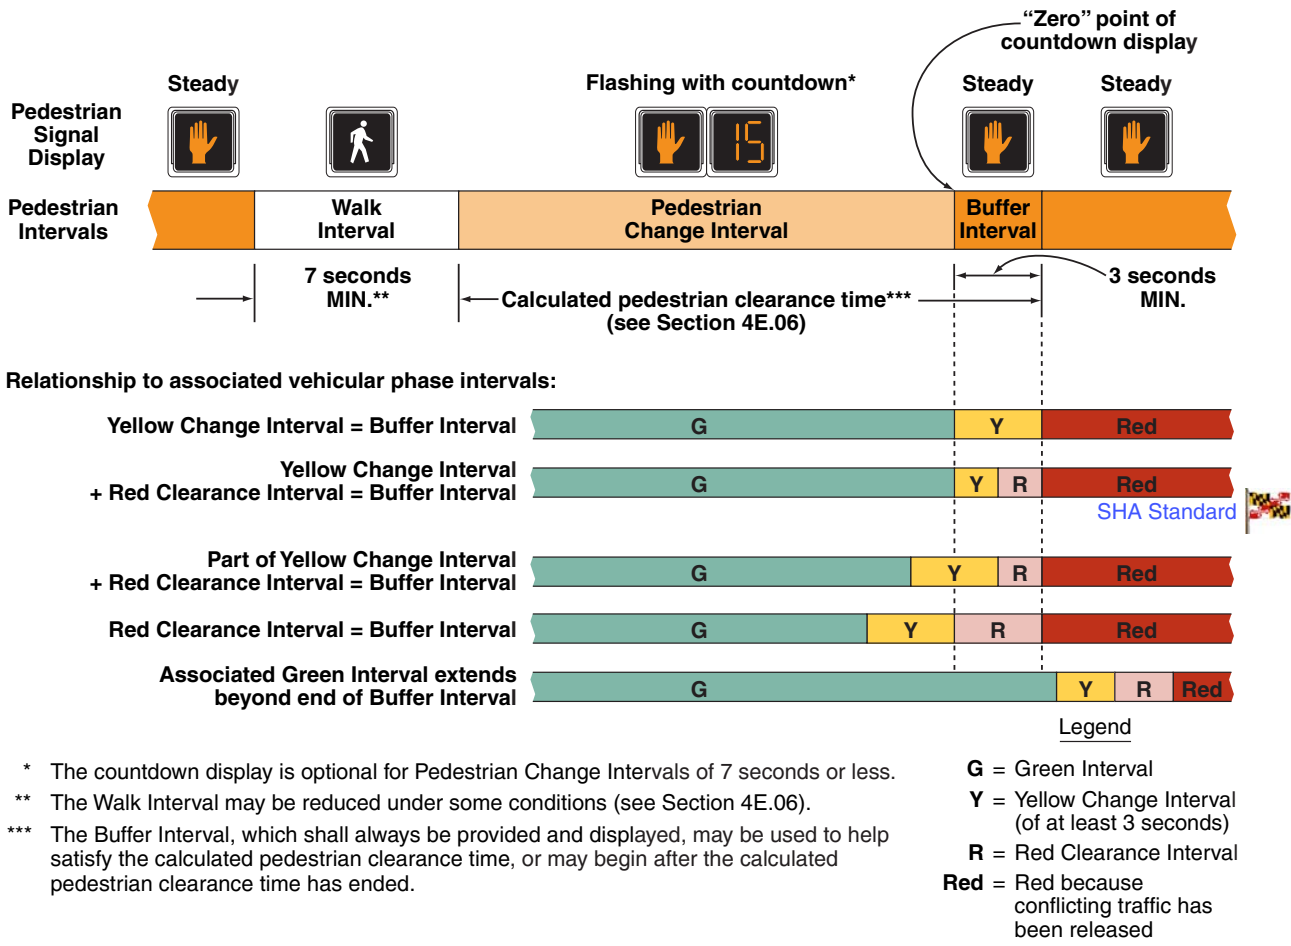 “Zero” point of
countdown display
Steady
Flashing with countdown*
Steady
Steady
Pedestrian
Signal
Display
15
Pedestrian
Intervals
Walk
Interval
Pedestrian
Change Interval
Buffer
Interval
7 seconds
MIN.**
Calculated pedestrian clearance time***
(see Section 4E.06)
3 seconds
MIN.
Relationship to associated vehicular phase intervals:
Yellow Change Interval = Buffer Interval
G
Y
Red
Yellow Change Interval
+ Red Clearance Interval = Buffer Interval
G
Y
R
Red
SHA Standard
Part of Yellow Change Interval
+ Red Clearance Interval = Buffer Interval
G
Y
R
Red
Red Clearance Interval = Buffer Interval
G
Y
R
Red
Associated Green Interval extends
beyond end of Buffer Interval
G
Y
R
Red
* The countdown display is optional for Pedestrian Change Intervals of 7 seconds or less.
** The Walk Interval may be reduced under some conditions (see Section 4E.06).
*** The Buffer Interval, which shall always be provided and displayed, may be used to help
satisfy the calculated pedestrian clearance time, or may begin after the calculated
pedestrian clearance time has ended.
Legend
G = Green Interval
Y = Yellow Change Interval
(of at least 3 seconds)
R = Red Clearance Interval
Red = Red because
conflicting traffic has
been released